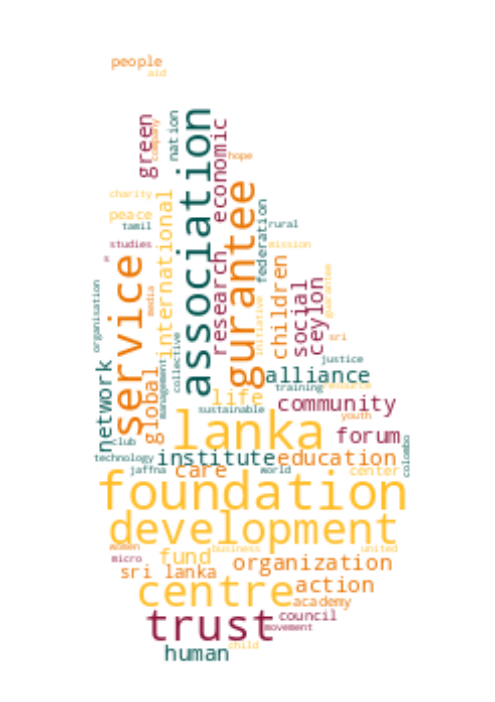 people
aid
green
company
nation
association
economic
hope
charity
peace
tamil
international
gurantee
federation
rural
studies
s
mission
service
media
research
children
social
ceylon
guarantee
organisation
initiative
sri
collective
justice
network
global
management
life
alliance
training
resource
sustainable
community
youth
lanka
forum
club
technology
institute
education
colombo
jaffna
care
world
center
foundation
development
women
micro
fund
business
united
organization
sri lanka
centre
action
academy
trust
council
movement
human
child